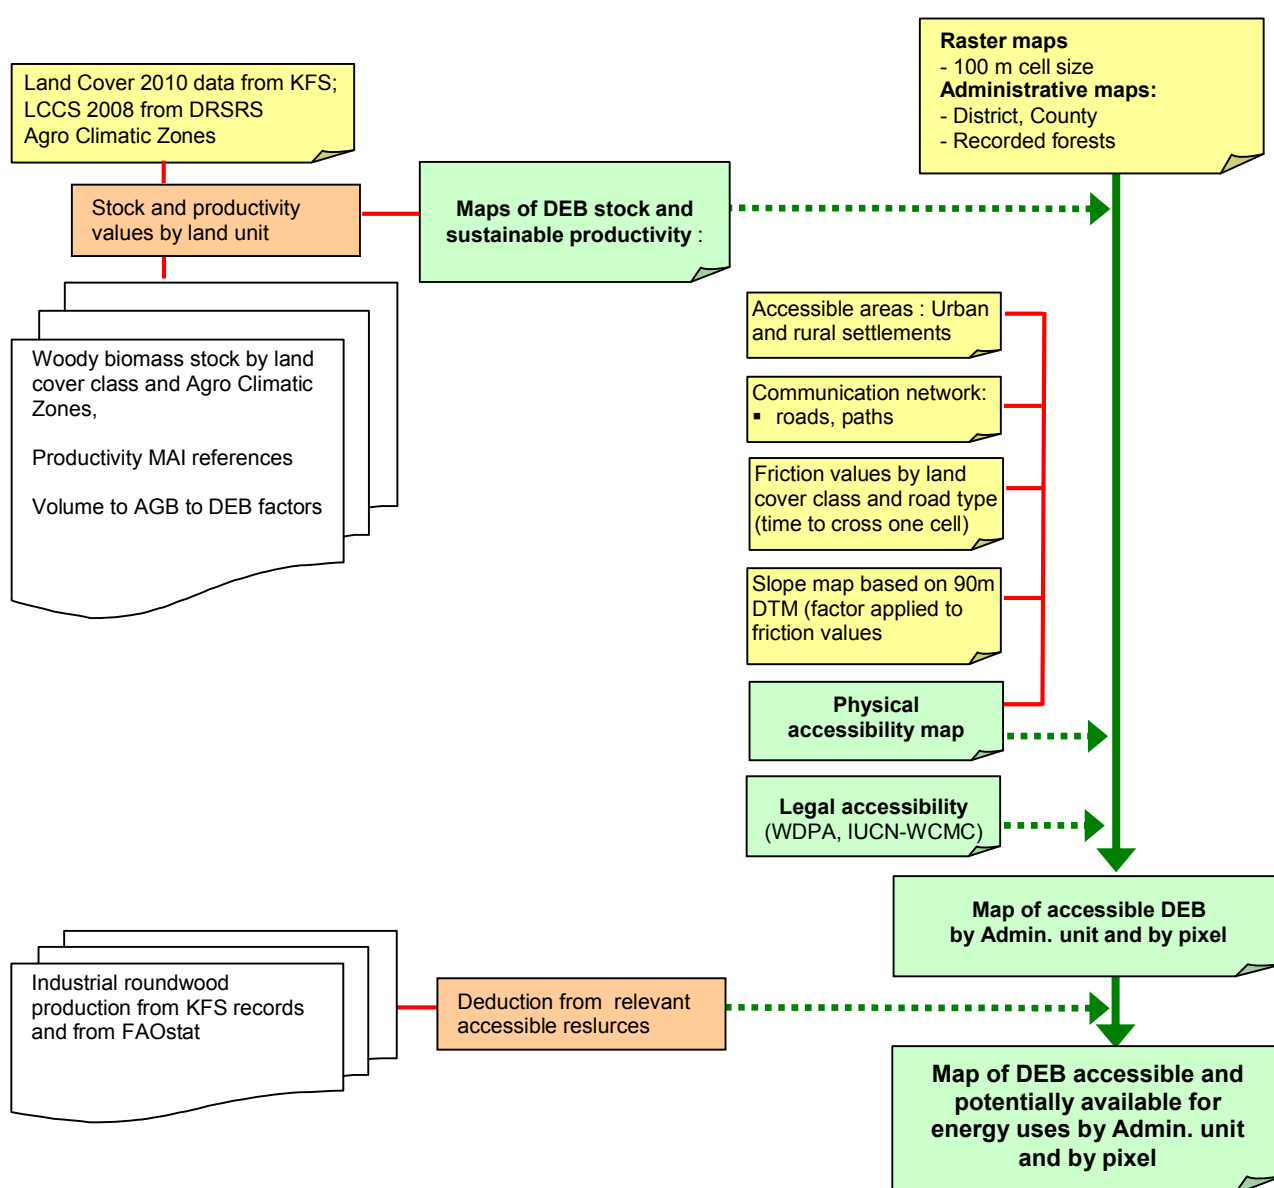 Land Cover 2010 data from KFS;
LCCS 2008 from DRSRS
Agro Climatic Zones
Raster maps
- 100 m cell size
Administrative maps:
- District, County
- Recorded forests
Stock and productivity
values by land unit
Maps of DEB stock and
sustainable productivity :
Woody biomass stock by land
cover class and Agro Climatic
Zones,
Productivity MAI references
Volume to AGB to DEB factors
Accessible areas : Urban
and rural settlements
Communication network:
▪ roads, paths
Friction values by land
cover class and road type
(time to cross one cell)
Slope map based on 90m
DTM (factor applied to
friction values
Physical
accessibility map
Legal accessibility
(WDPA, IUCN-WCMC)
Map of accessible DEB
by Admin. unit and by pixel
Industrial roundwood
production from KFS records
and from FAOstat
Deduction from relevant
accessible reslurces
Map of DEB accessible and
potentially available for
energy uses by Admin. unit
and by pixel